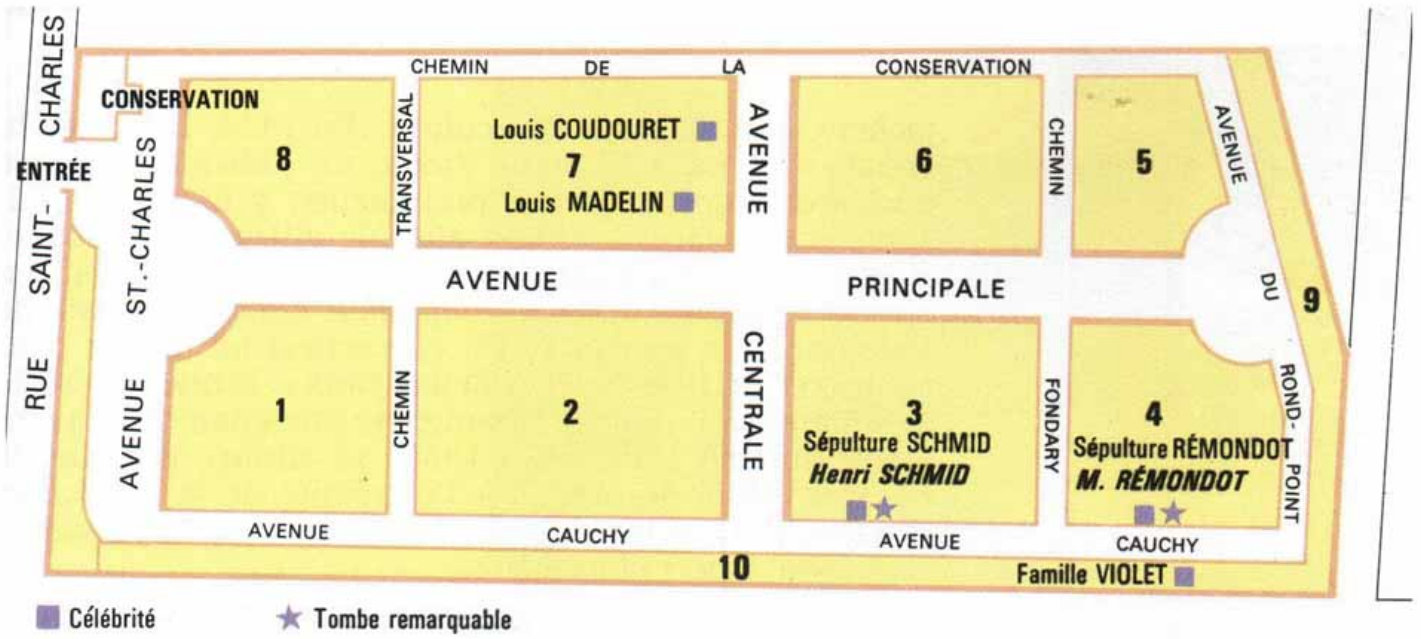 RUE SAINT-CHARLES
CHEMIN DE LA CONSERVATION
CONSERVATION
ENTRÉE
AVENUE ST.-CHARLES
8
CHEMIN TRANSVERSAL
Louis COUDOURET
7
Louis MADELIN
AVENUE CENTRALE
6
CHEMIN FONDARY
5
AVENUE DU ROND-POINT
9
AVENUE PRINCIPALE
1
2
3
Sépulture SCHMID
Henri SCHMID
4
Sépulture RÉMONDOT
M. RÉMONDOT
AVENUE CAUCHY
AVENUE CAUCHY
10
Famille VIOLET
Célébrité
Tombe remarquable